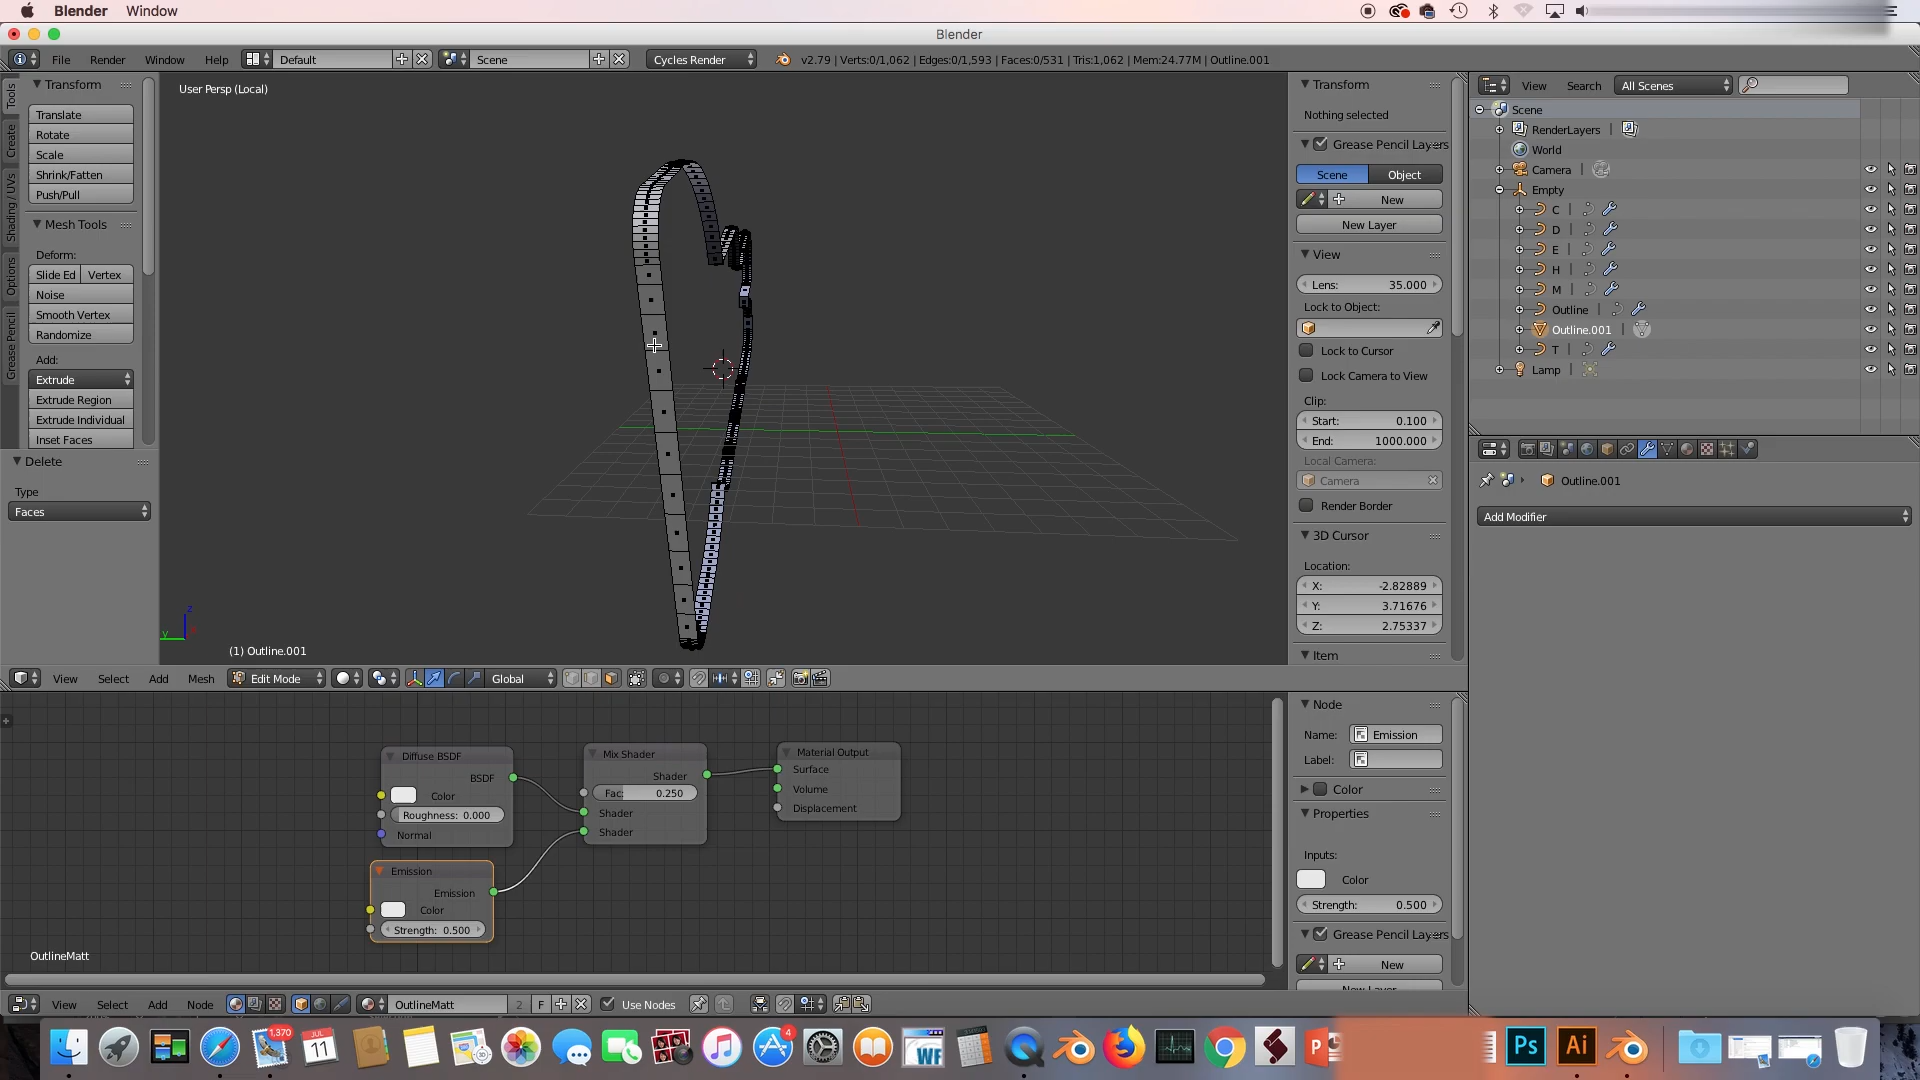 Blender Window
Blender
File Render Window Help Default Scene Cycles Render v2.79 | Verts:0/1,062 | Edges:0/1,593 | Faces:0/531 | Tris:1,062 | Mem:24.77M | Outline.001
Tools
Create
Shading / UVs
Options
Grease Pencil
Transform
Translate
Rotate
Scale
Shrink/Fatten
Push/Pull
Mesh Tools
Deform:
Slide Ed Vertex
Noise
Smooth Vertex
Randomize
Add:
Extrude
Extrude Region
Extrude Individual
Inset Faces
Delete
Type
Faces
User Persp (Local)
z
y
(1) Outline.001
View Select Add Mesh Edit Mode Global
Transform
Nothing selected
Grease Pencil Layers
Scene Object
New
New Layer
View
Lens: 35.000
Lock to Object:
Lock to Cursor
Lock Camera to View
Clip:
Start: 0.100
End: 1000.000
Local Camera:
Camera
Render Border
3D Cursor
Location:
X: -2.82889
Y: 3.71676
Z: 2.75337
Item
View Search All Scenes
Scene
RenderLayers
World
Camera
Empty
C
D
E
H
M
Outline
Outline.001
T
Lamp
Outline.001
Add Modifier
Diffuse BSDF
BSDF
Color
Roughness: 0.000
Normal
Emission
Emission
Color
Strength: 0.500
Mix Shader
Shader
Fac: 0.250
Shader
Shader
Material Output
Surface
Volume
Displacement
OutlineMatt
View Select Add Node OutlineMatt 2 F Use Nodes
Node
Name: Emission
Label:
Color
Properties
Inputs:
Color
Strength: 0.500
Grease Pencil Layers
New
New Layer
1,370
JUL
11
4
WF
P
Ps
Ai